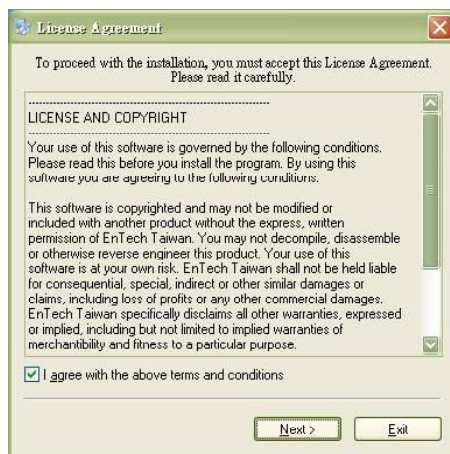 License Agreement
To proceed with the installation, you must accept this License Agreement.
Please read it carefully.
LICENSE AND COPYRIGHT
Your use of this software is governed by the following conditions.
Please read this before you install the program. By using this
software you are agreeing to the following conditions.
This software is copyrighted and may not be modified or
included with another product without the express, written
permission of EnTech Taiwan. You may not decompile, disassemble
or otherwise reverse engineer this product. Your use of this
software is at your own risk. EnTech Taiwan shall not be held liable
for consequential, special, indirect or other similar damages or
claims, including loss of profits or any other commercial damages.
EnTech Taiwan specifically disclaims all other warranties, expressed
or implied, including but not limited to implied warranties of
merchantibility and fitness to a particular purpose.
I agree with the above terms and conditions
Next >
Exit